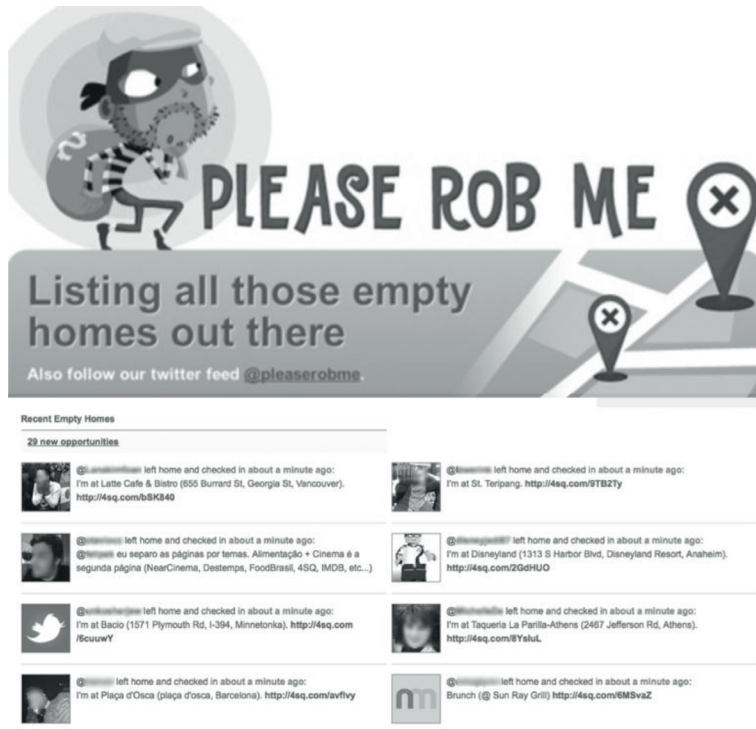 PLEASE ROB ME
Listing all those empty
homes out there
Also follow our twitter feed @pleaserobme.
Recent Empty Homes
29 new opportunities
@ left home and checked in about a minute ago:
I'm at Latte Cafe & Bistro (655 Burrard St, Georgia St, Vancouver).
http://4sq.com/bSK840
@ left home and checked in about a minute ago:
I'm at St. Teripang. http://4sq.com/9TB2Ty
@ left home and checked in about a minute ago:
@ eu separo as páginas por temas. Alimentação + Cinema é a
segunda página (NearCinema, Destemps, FoodBrasil, 4SQ, IMDB, etc...)
@ left home and checked in about a minute ago:
I'm at Disneyland (1313 S Harbor Blvd, Disneyland Resort, Anaheim).
http://4sq.com/2GdHUO
@ left home and checked in about a minute ago:
I'm at Bacio (1571 Plymouth Rd, I-394, Minnetonka). http://4sq.com
/6cuuwY
@ left home and checked in about a minute ago:
I'm at Taqueria La Parilla-Athens (2467 Jefferson Rd, Athens).
http://4sq.com/8YsluL
@ left home and checked in about a minute ago:
I'm at Plaça d'Osca (plaça d'osca, Barcelona). http://4sq.com/avflvy
@ left home and checked in about a minute ago:
Brunch (@ Sun Ray Grill) http://4sq.com/6MSvaZ